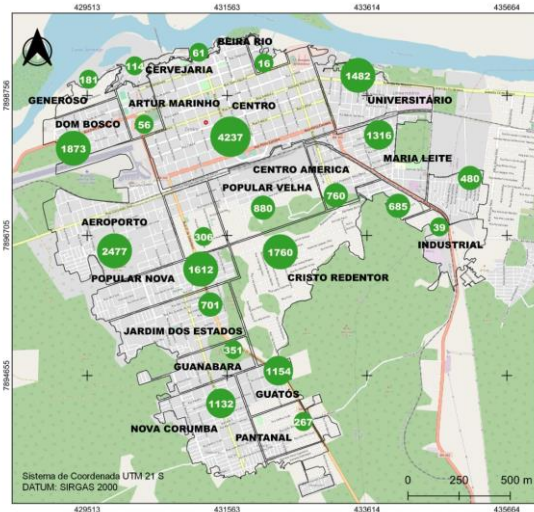 429513 431563 433614 435664
BEIRA RIO
61
114
CERVEJARIA
16
181
1482
7898756
GENEROSO
ARTUR MARINHO
CENTRO
UNIVERSITÁRIO
DOM BOSCO
56
4237
1316
1873
MARIA LEITE
CENTRO AMERICA
480
POPULAR VELHA
760
685
880
AEROPORTO
39
7896705
306
INDUSTRIAL
2477
1760
1612
CRISTO REDENTOR
POPULAR NOVA
701
JARDIM DOS ESTADOS
351
GUANABARA
1154
7894655
GUATÓS
1132
267
NOVA CORUMBA
PANTANAL
Sistema de Coordenada UTM 21 S
DATUM: SIRGAS 2000
0 250 500 m
429513 431563 433614 435664